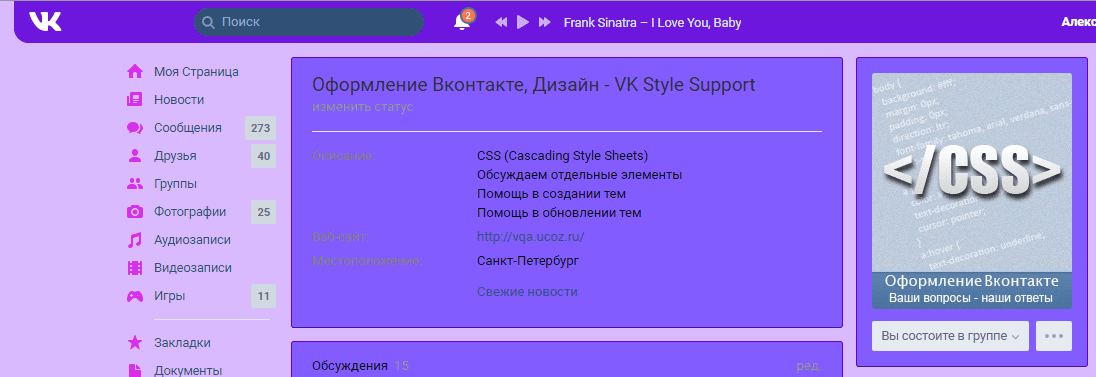 VK
Поиск
2
Frank Sinatra – I Love You, Baby
Алекс
Моя Страница
Новости
Сообщения 273
Друзья 40
Группы
Фотографии 25
Аудиозаписи
Видеозаписи
Игры 11
Закладки
Документы
Оформление Вконтакте, Дизайн - VK Style Support
изменить статус
Описание: CSS (Cascading Style Sheets)
Обсуждаем отдельные элементы
Помощь в создании тем
Помощь в обновлении тем
Веб-сайт: http://vqa.ucoz.ru/
Местоположение: Санкт-Петербург
Свежие новости
Обсуждения 15 ред.
body {
background: #fff;
margin: 0px;
padding: 0px;
direction: ltr;
font-family: tahoma, arial, verdana, sans-
</CSS>
text-decoration:
cursor: pointer;
}
a:hover {
text-decoration: underline;
Оформление Вконтакте
Ваши вопросы - наши ответы
Вы состоите в группе